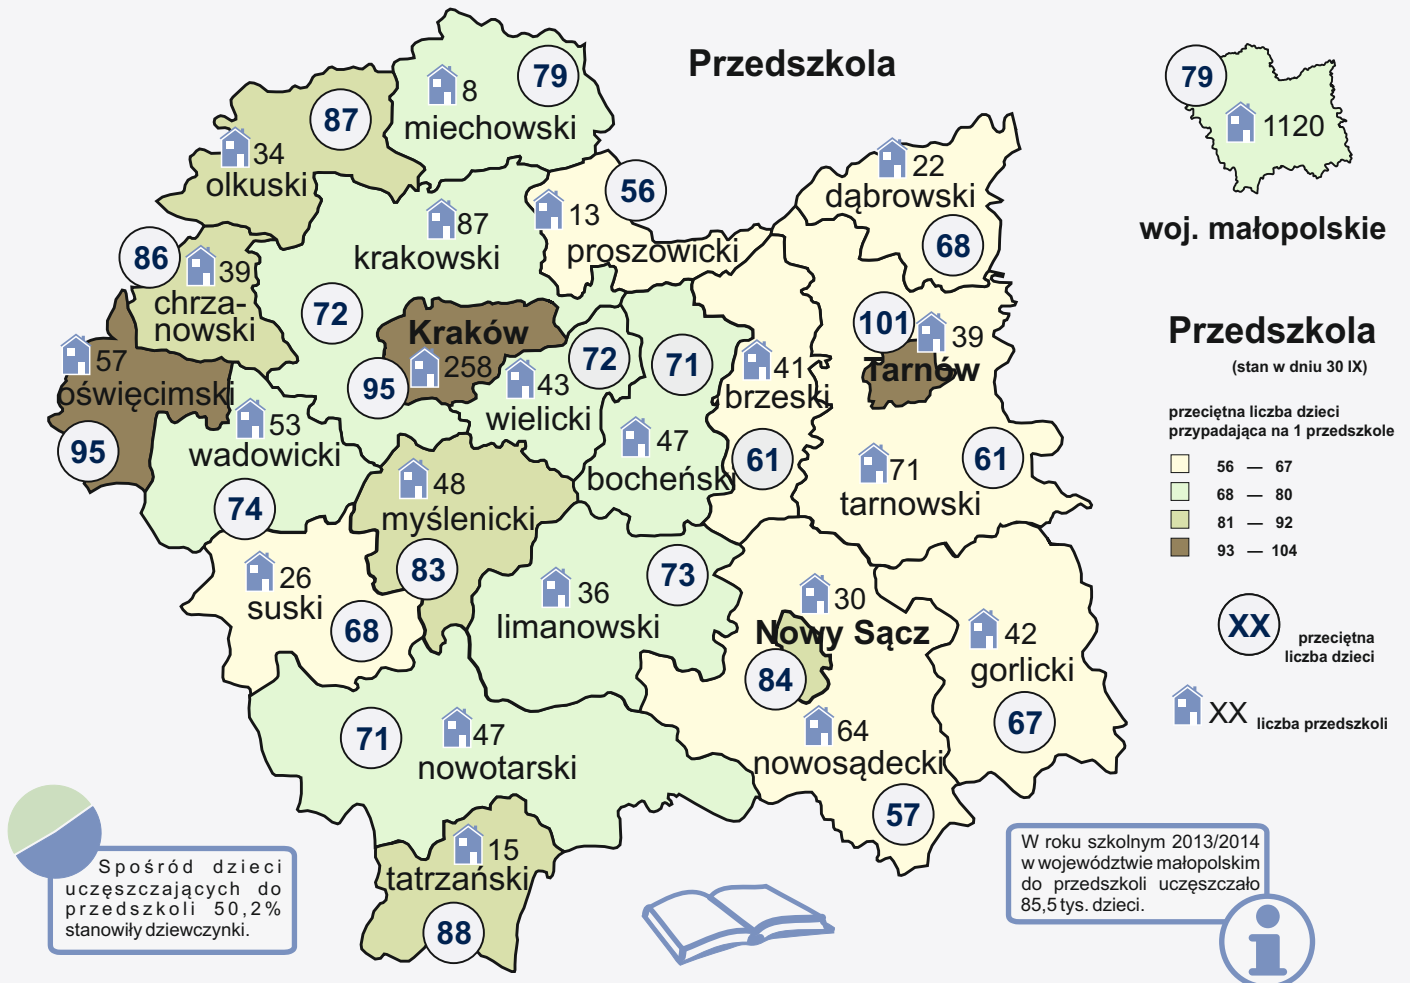 Przedszkola
8
79
miechowski
87
34
olkuski
87
krakowski
72
13
56
proszowicki
22
dąbrowski
68
86
39
chrza-
nowski
57
oświęcimski
95
Kraków
258
95
43
72
wielicki
71
47
bocheński
41
brzeski
61
101
39
Tarnów
71
61
tarnowski
53
wadowicki
74
48
myślenicki
83
26
suski
68
36
73
limanowski
30
Nowy Sącz
84
64
nowosądecki
57
42
gorlicki
67
71
47
nowotarski
15
tatrzański
88
79
1120
woj. małopolskie
Przedszkola
(stan w dniu 30 IX)
przeciętna liczba dzieci
przypadająca na 1 przedszkole
56 — 67
68 — 80
81 — 92
93 — 104
XX
przeciętna
liczba dzieci
XX liczba przedszkoli
Spośród dzieci
uczęszczających do
przedszkoli 50,2%
stanowiły dziewczynki.
W roku szkolnym 2013/2014
w województwie małopolskim
do przedszkoli uczęszczało
85,5 tys. dzieci.